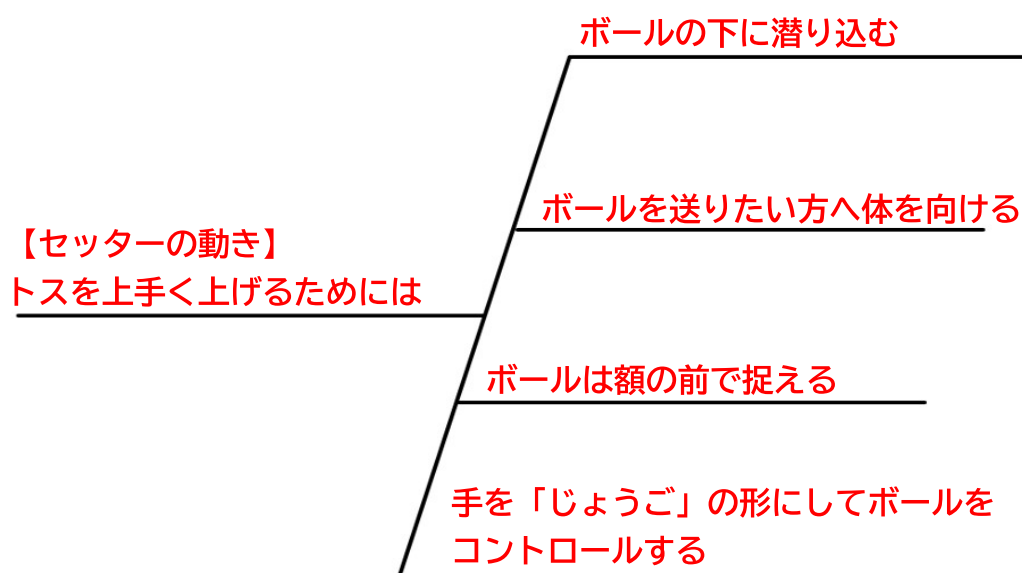 ボールの下に潜り込む
ボールを送りたい方へ体を向ける
【セッターの動き】
トスを上手く上げるためには
ボールは額の前で捉える
手を「じょうご」の形にしてボールを
コントロールする